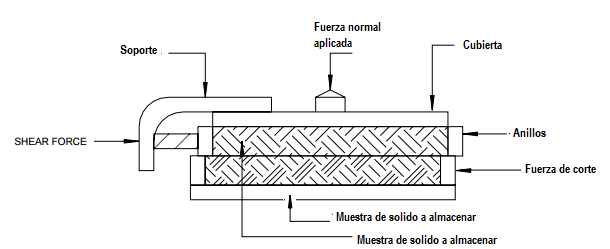 Fuerza normal
aplicada
Soporte
Cubierta
SHEAR FORCE
Anillos
Fuerza de corte
Muestra de solido a almacenar
Muestra de solido a almacenar